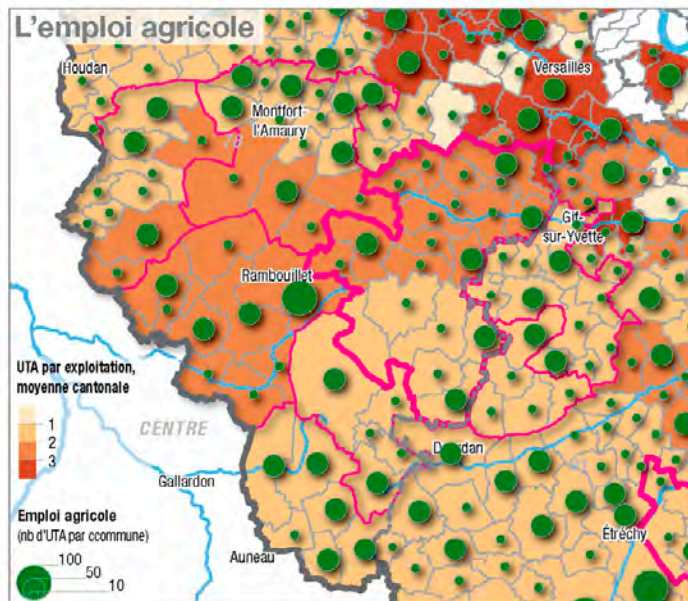 L'emploi agricole
Houdan
Versailles
Montfort-
l'Amaury
78
Gif-
sur-Yvette
Rambouillet
UTA par exploitation,
moyenne cantonale
1
2
3
CENTRE
Dourdan
Gallardon
Emploi agricole
(nb d'UTA par ccommune)
100
50
10
Étréchy
Auneau